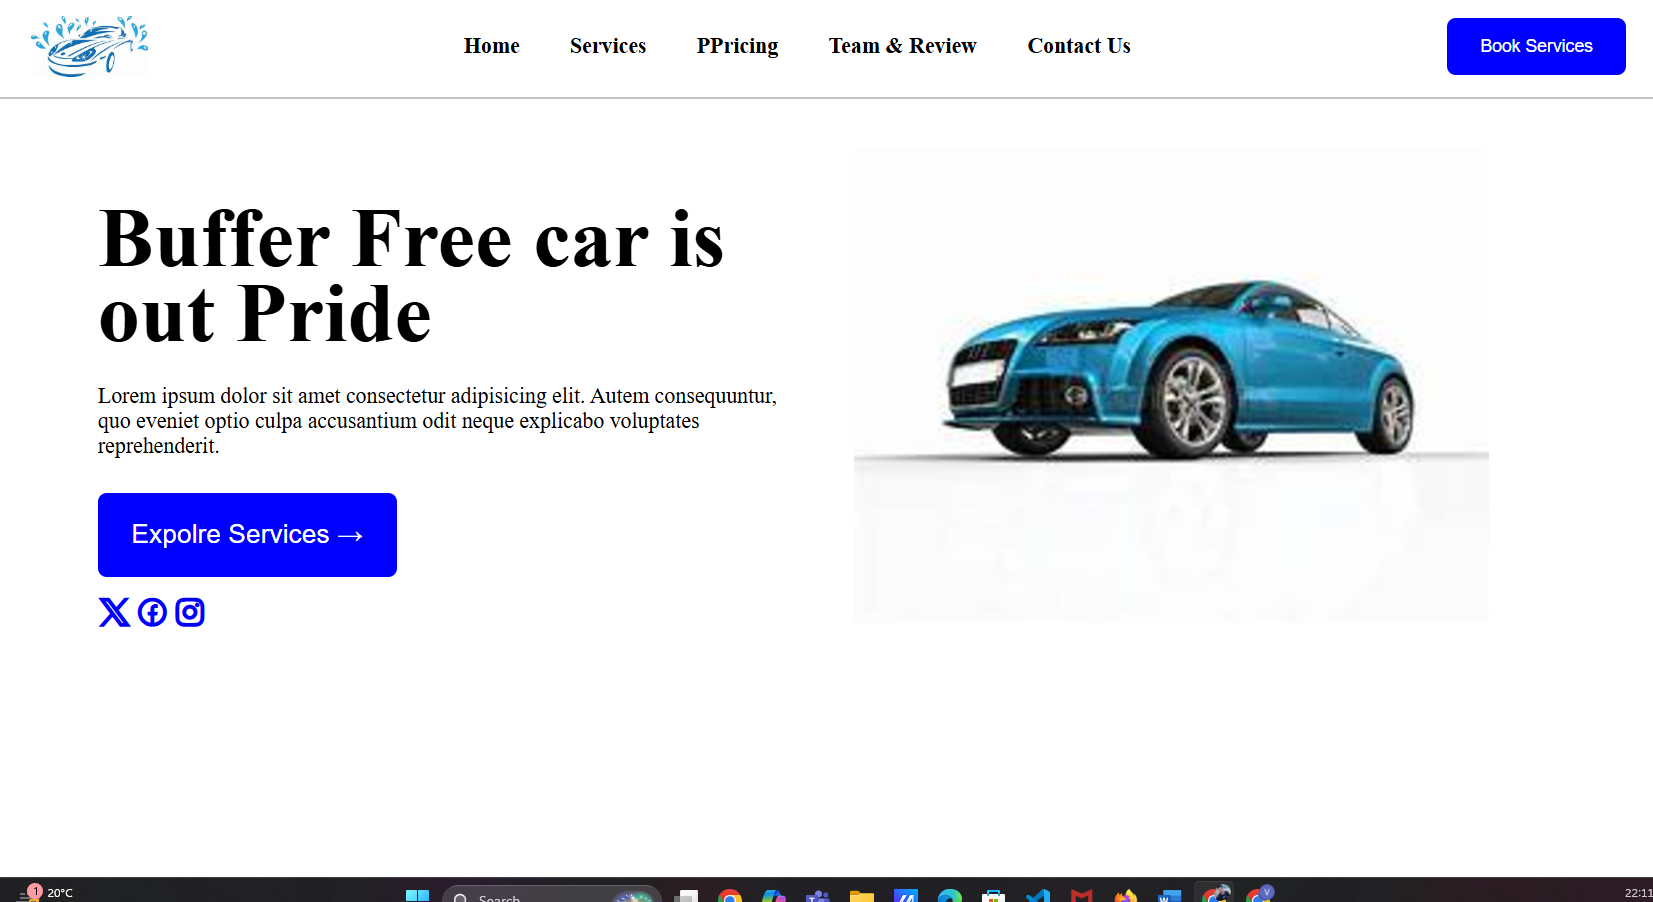 Home Services PPricing Team & Review Contact Us Book Services
Buffer Free car is
out Pride
Lorem ipsum dolor sit amet consectetur adipisicing elit. Autem consequuntur,
quo eveniet optio culpa accusantium odit neque explicabo voluptates
reprehenderit.
Expolre Services →
1 20°C Search 22:11